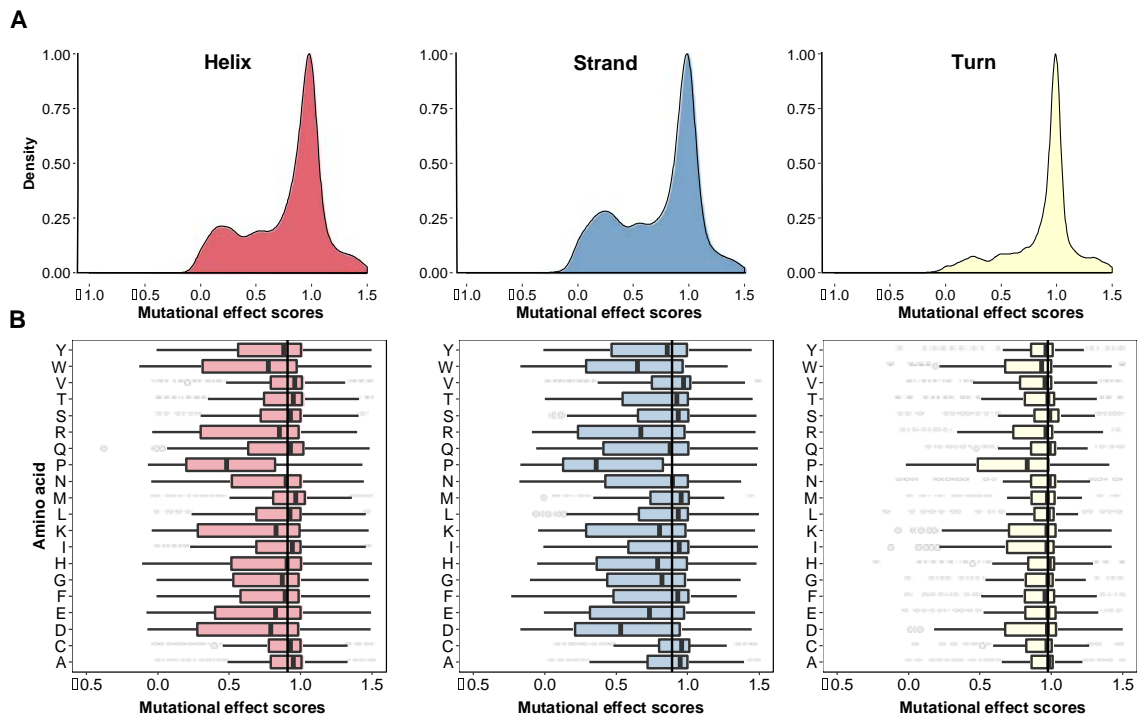 A
Helix
Strand
Turn
1.00
0.75
0.50
0.25
0.00
Density
1.00
0.75
0.50
0.25
0.00
1.00
0.75
0.50
0.25
0.00
▯1.0 ▯0.5 0.0 0.5 1.0 1.5
▯1.0 ▯0.5 0.0 0.5 1.0 1.5
▯1.0 ▯0.5 0.0 0.5 1.0 1.5
Mutational effect scores
Mutational effect scores
Mutational effect scores
B
Amino acid
Y
W
V
T
S
R
Q
P
N
M
L
K
I
H
G
F
E
D
C
A
Y
W
V
T
S
R
Q
P
N
M
L
K
I
H
G
F
E
D
C
A
Y
W
V
T
S
R
Q
P
N
M
L
K
I
H
G
F
E
D
C
A
▯0.5 0.0 0.5 1.0 1.5
▯0.5 0.0 0.5 1.0 1.5
▯0.5 0.0 0.5 1.0 1.5
Mutational effect scores
Mutational effect scores
Mutational effect scores